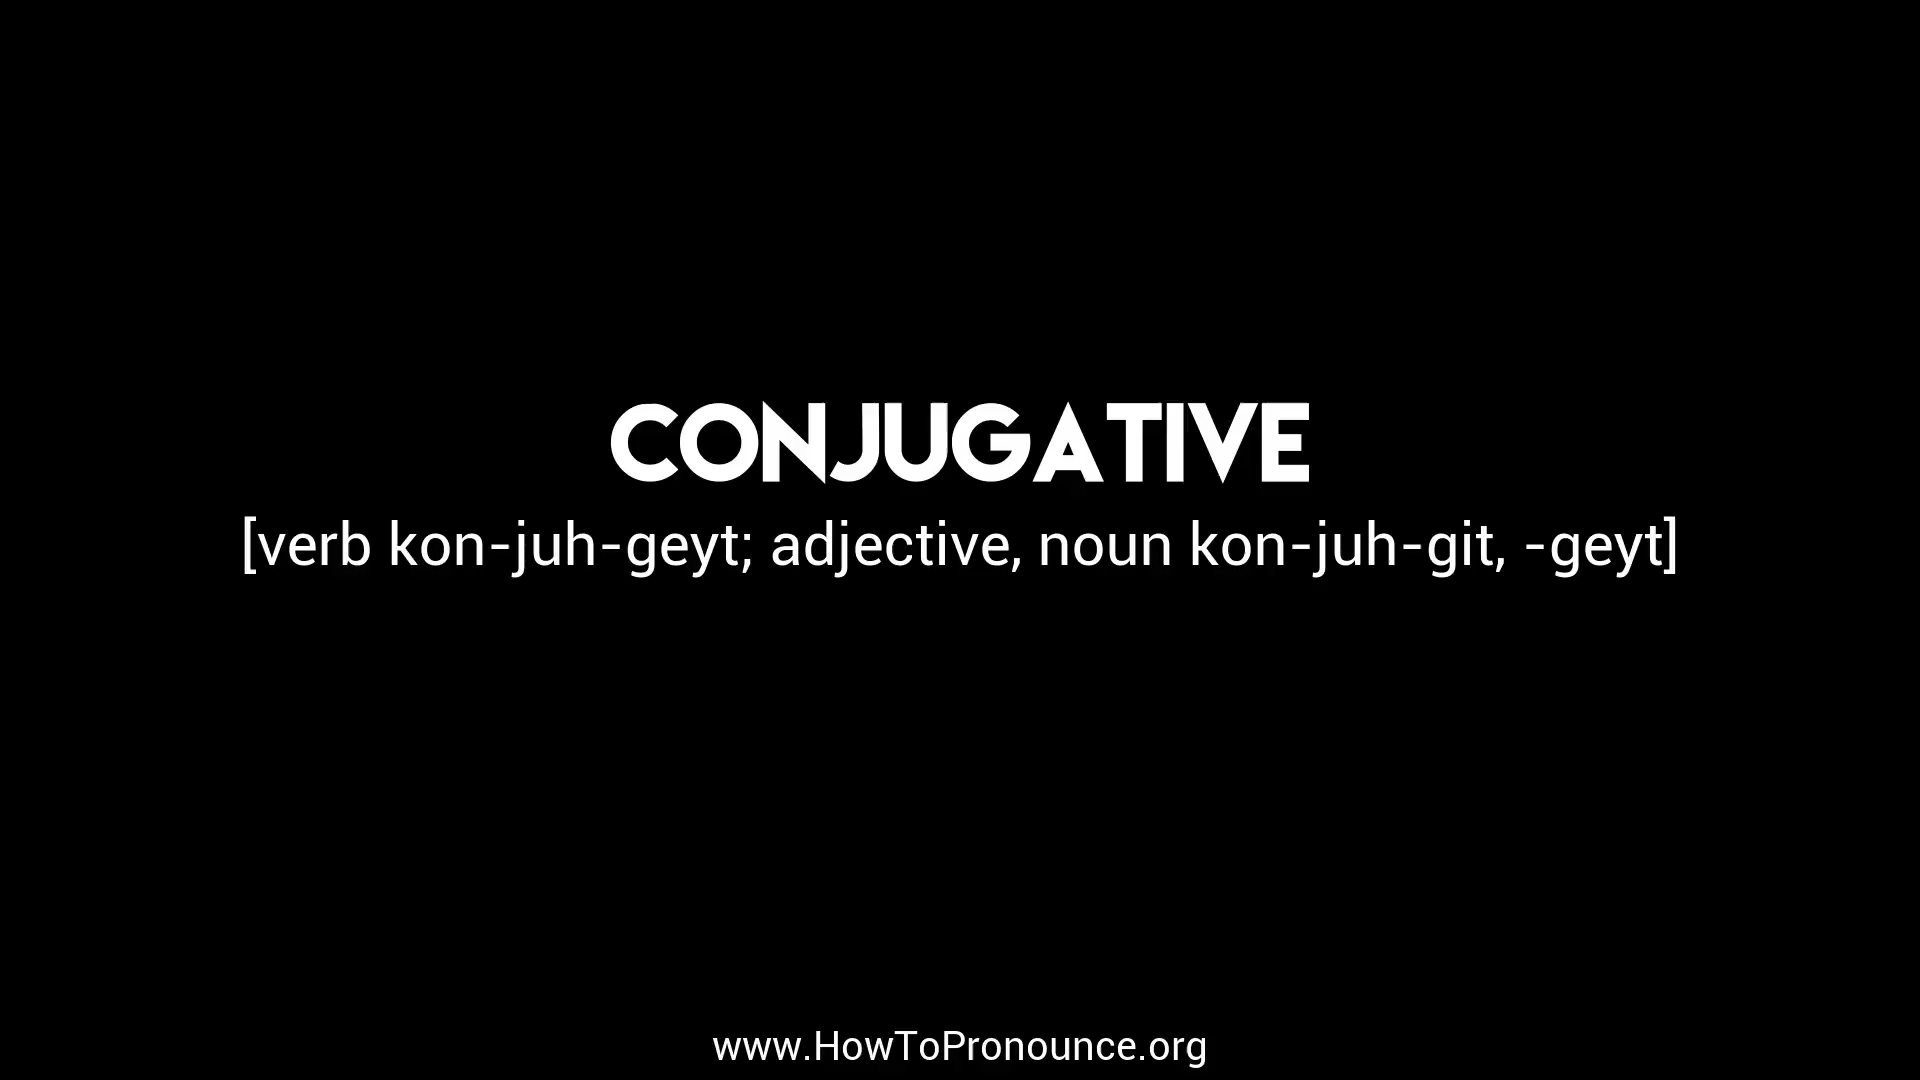 CONJUGATIVE
[verb kon-juh-geyt; adjective, noun kon-juh-git, -geyt]
www.HowToPronounce.org